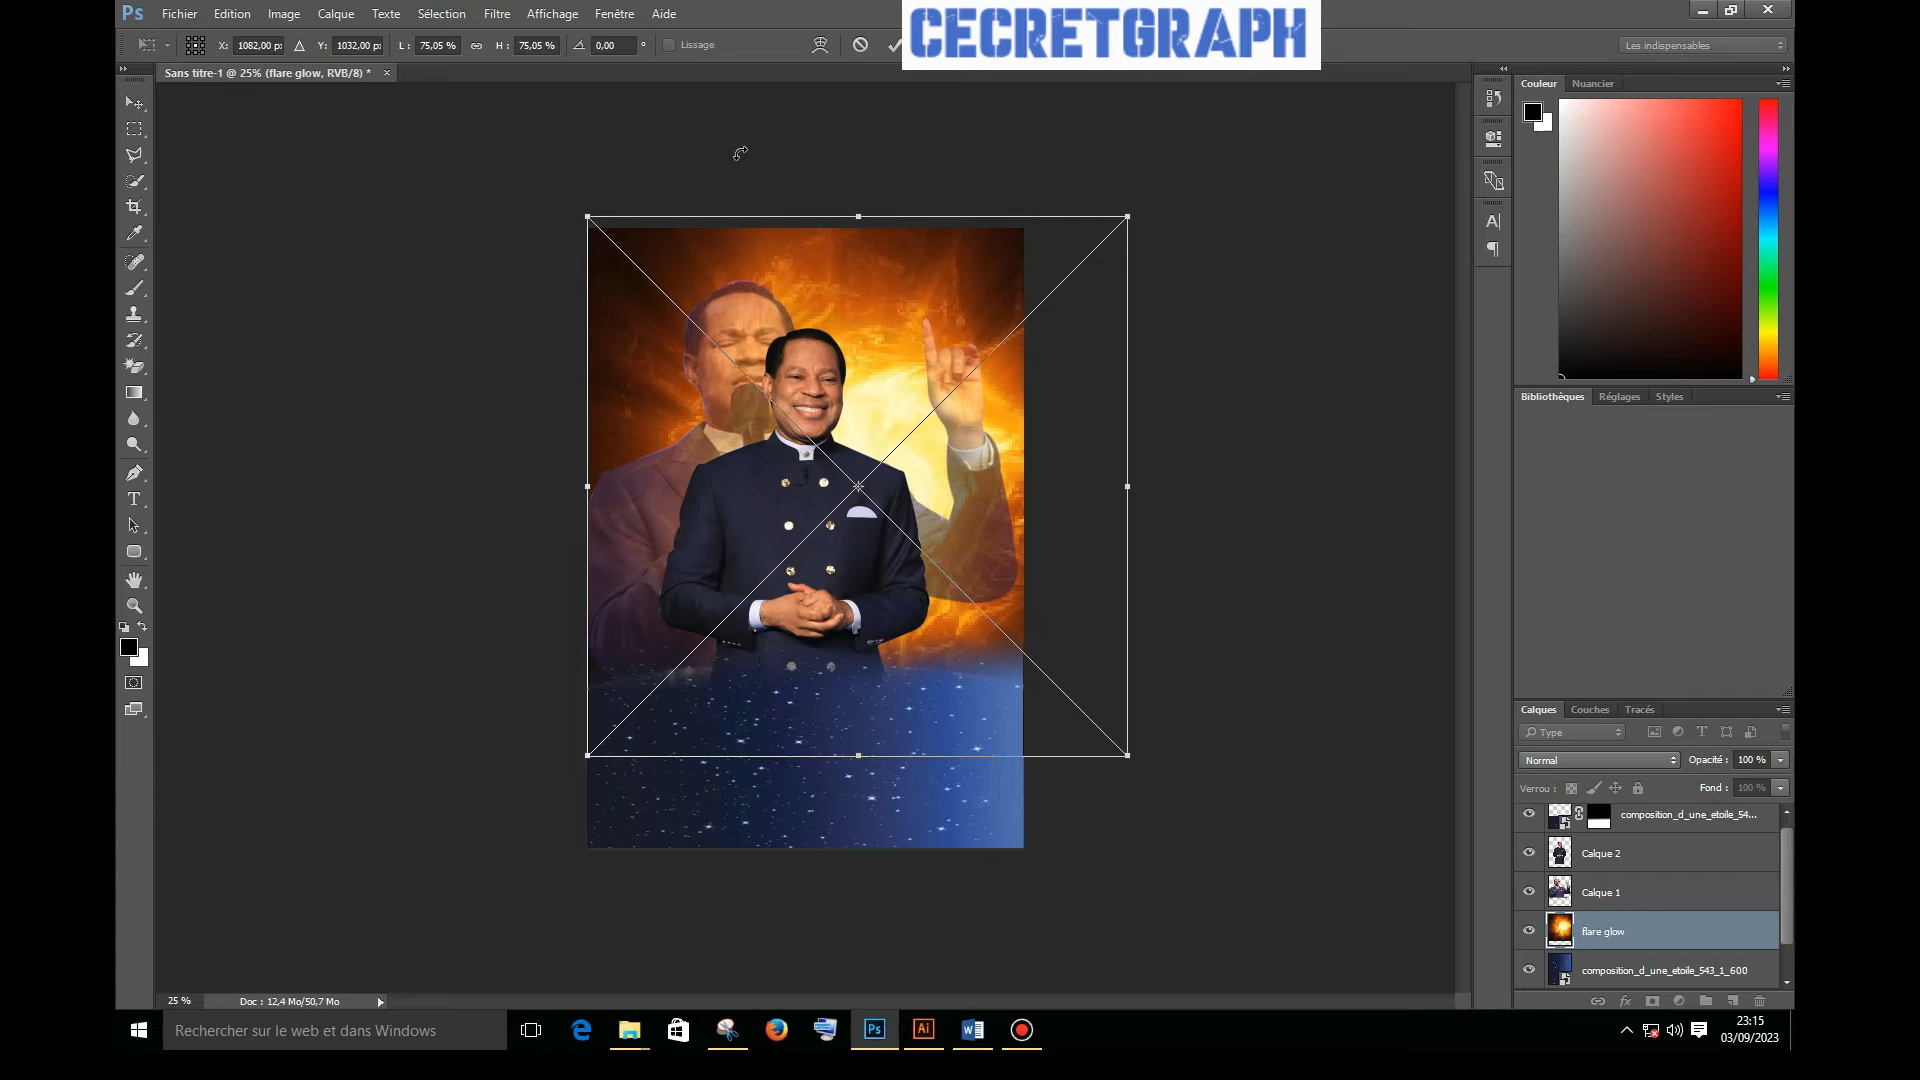 Ps Fichier Edition Image Calque Texte Sélection Filtre Affichage Fenêtre Aide
CECRETGRAPH
X: 1082,00 px Y: 1032,00 px L: 75,05 % H: 75,05 % 0,00 ° Lissage
Les indispensables
Sans titre-1 @ 25% (flare glow, RVB/8) * ×
Couleur Nuancier
Bibliothèques Réglages Styles
Calques Couches Tracés
Type
Normal Opacité : 100 %
Verrou : Fond : 100 %
composition_d_une_etoile_54...
Calque 2
Calque 1
flare glow
composition_d_une_etoile_543_1_600
25 % Doc : 12,4 Mo/50,7 Mo
Rechercher sur le web et dans Windows
Ps Ai
23:15
03/09/2023